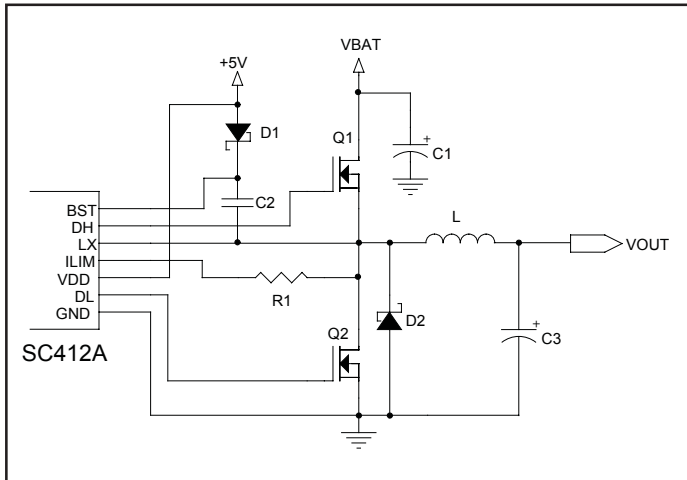 VBAT
+5V
D1
Q1
C1
BST
C2
DH
L
LX
VOUT
ILIM
VDD
R1
DL
D2
GND
Q2
C3
SC412A